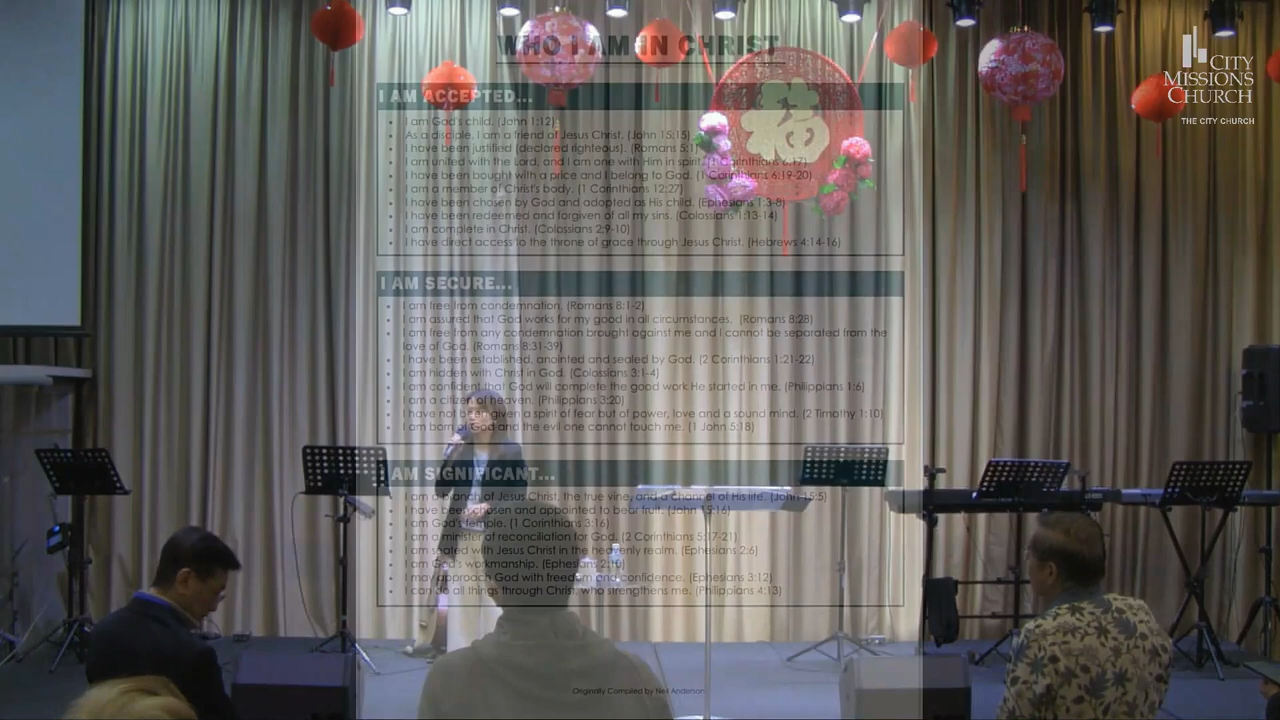 WHO I AM IN CHRIST
I AM ACCEPTED...
I am God's child. (John 1:12)
As a disciple, I am a friend of Jesus Christ. (John 15:15)
I have been justified (declared righteous). (Romans 5:1)
I am united with the Lord, and I am one with Him in spirit. (1 Corinthians 6:17)
I have been bought with a price and I belong to God. (1 Corinthians 6:19-20)
I am a member of Christ's body. (1 Corinthians 12:27)
I have been chosen by God and adopted as His child. (Ephesians 1:3-8)
I have been redeemed and forgiven of all my sins. (Colossians 1:13-14)
I am complete in Christ. (Colossians 2:9-10)
I have direct access to the throne of grace through Jesus Christ. (Hebrews 4:14-16)
I AM SECURE...
I am free from condemnation. (Romans 8:1-2)
I am assured that God works for my good in all circumstances. (Romans 8:28)
I am free from any condemnation brought against me and I cannot be separated from the
love of God. (Romans 8:31-39)
I have been established, anointed and sealed by God. (2 Corinthians 1:21-22)
I am hidden with Christ in God. (Colossians 3:1-4)
I am confident that God will complete the good work He started in me. (Philippians 1:6)
I am a citizen of heaven. (Philippians 3:20)
I have not been given a spirit of fear but of power, love and a sound mind. (2 Timothy 1:10)
I am born of God and the evil one cannot touch me. (1 John 5:18)
I AM SIGNIFICANT...
I am a branch of Jesus Christ, the true vine, and a channel of His life. (John 15:5)
I have been chosen and appointed to bear fruit. (John 15:16)
I am God's temple. (1 Corinthians 3:16)
I am a minister of reconciliation for God. (2 Corinthians 5:17-21)
I am seated with Jesus Christ in the heavenly realm. (Ephesians 2:6)
I am God's workmanship. (Ephesians 2:10)
I may approach God with freedom and confidence. (Ephesians 3:12)
I can do all things through Christ, who strengthens me. (Philippians 4:13)
Originally Compiled by Neil Anderson
福
CITY
MISSIONS
CHURCH
THE CITY CHURCH